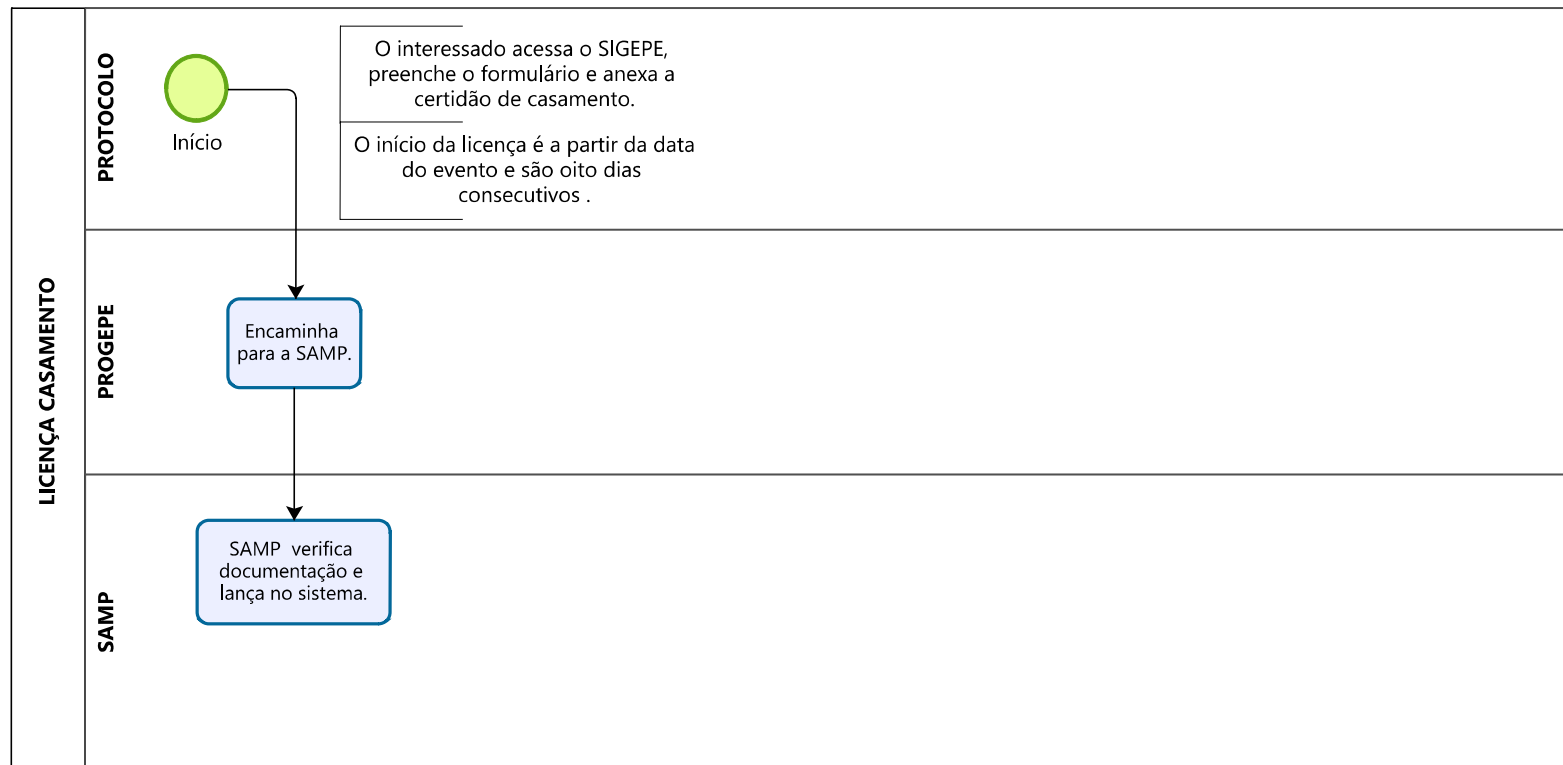 LICENÇA CASAMENTO
PROTOCOLO
Início
O interessado acessa o SIGEPE,
preenche o formulário e anexa a
certidão de casamento.
O início da licença é a partir da data
do evento e são oito dias
consecutivos .
PROGEPE
Encaminha
para a SAMP.
SAMP
SAMP  verifica
documentação e
lança no sistema.